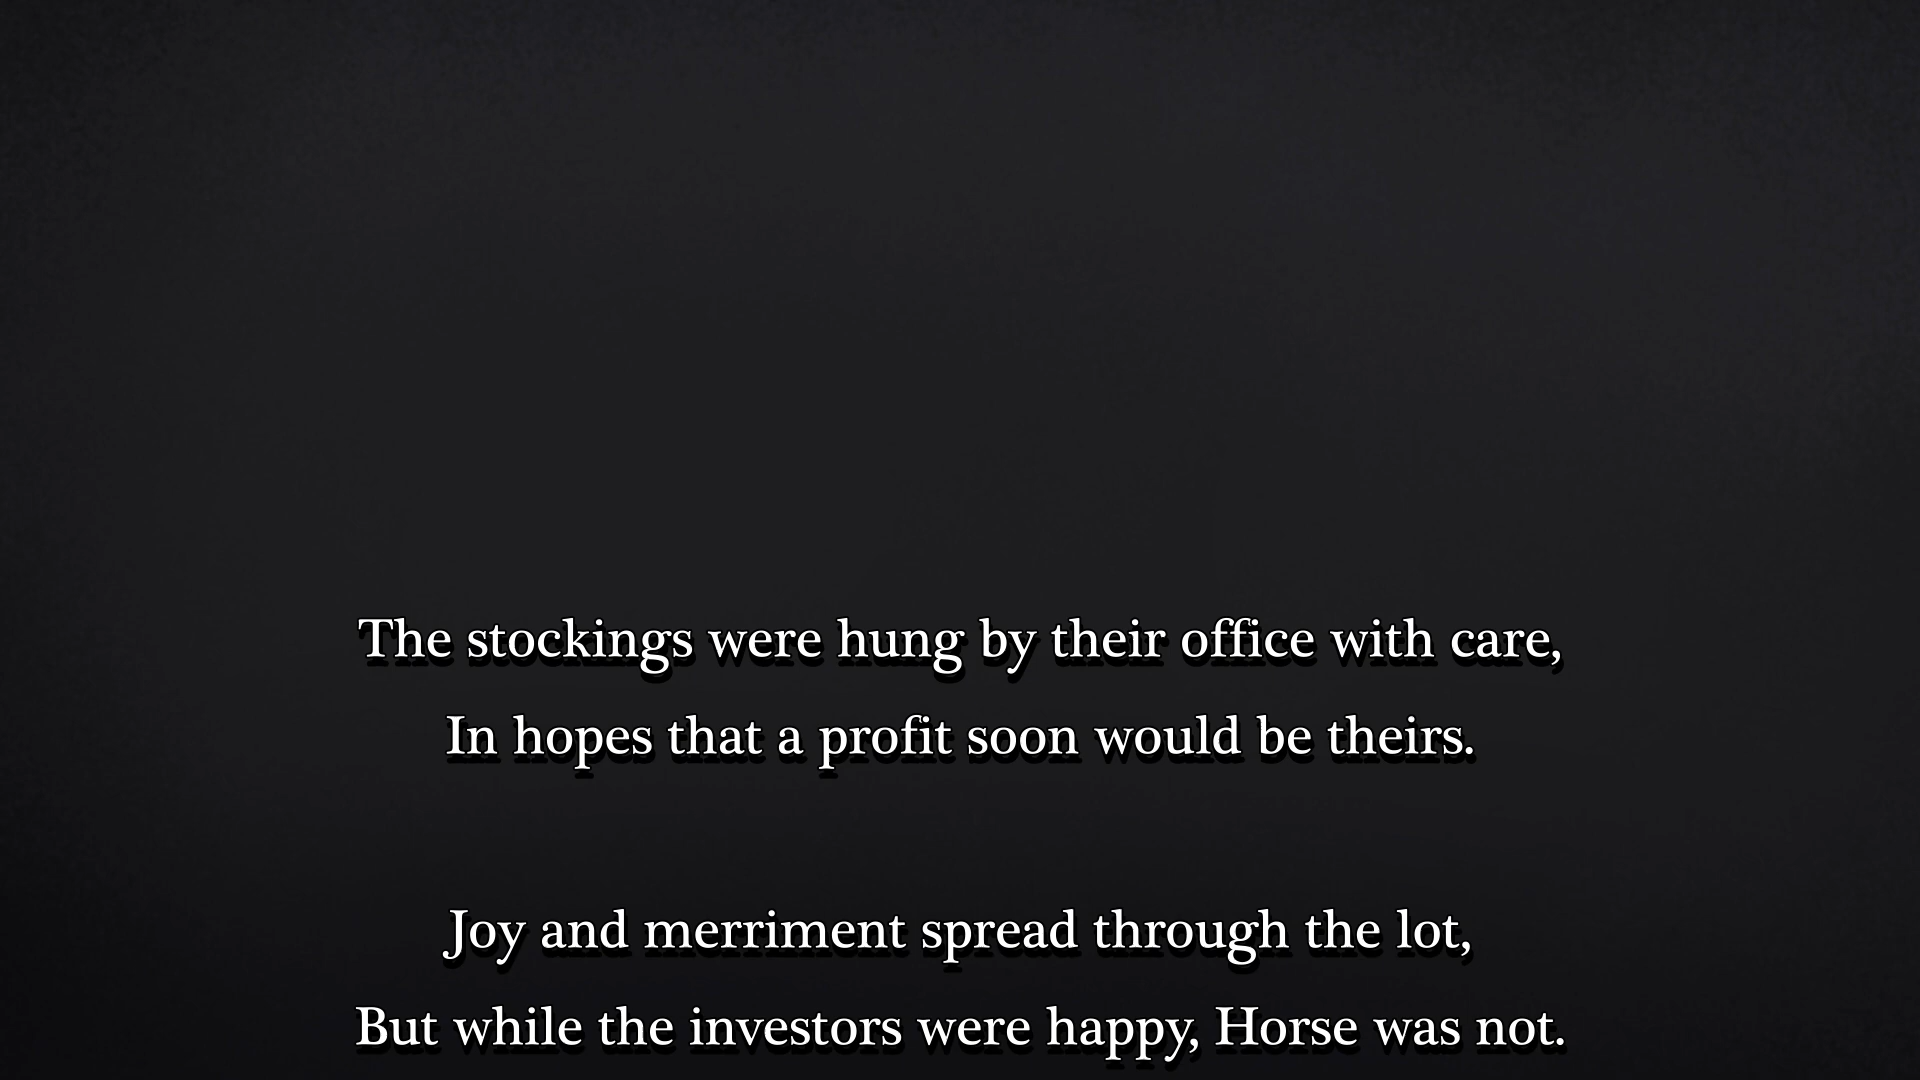 The stockings were hung by their office with care,
In hopes that a profit soon would be theirs.
Joy and merriment spread through the lot,
But while the investors were happy, Horse was not.